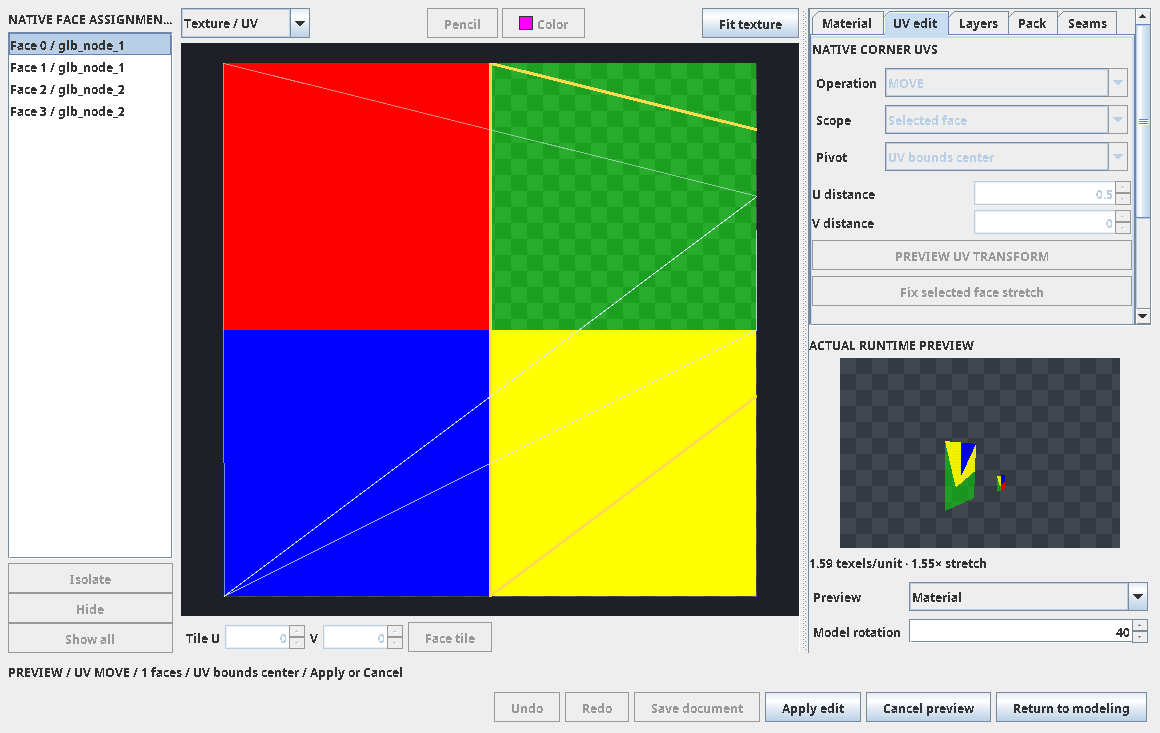 NATIVE FACE ASSIGNMEN...
Face 0 / glb_node_1
Face 1 / glb_node_1
Face 2 / glb_node_2
Face 3 / glb_node_2
Isolate
Hide
Show all
Texture / UV
Pencil
Color
Fit texture
Tile U
0
V
0
Face tile
Material
UV edit
Layers
Pack
Seams
NATIVE CORNER UVS
Operation
MOVE
Scope
Selected face
Pivot
UV bounds center
U distance
0.5
V distance
0
PREVIEW UV TRANSFORM
Fix selected face stretch
ACTUAL RUNTIME PREVIEW
1.59 texels/unit · 1.55× stretch
Preview
Material
Model rotation
40
PREVIEW / UV MOVE / 1 faces / UV bounds center / Apply or Cancel
Undo
Redo
Save document
Apply edit
Cancel preview
Return to modeling